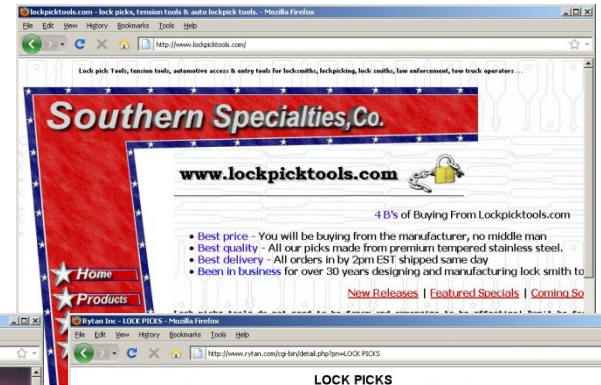 lockpicktools.com - lock picks, tension tools & auto lockpick tools. - Mozilla Firefox
File Edit View History Bookmarks Tools Help
http://www.lockpicktools.com/
Lock pick Tools, tension tools, automotive access & entry tools for locksmiths, lockpicking, lock smiths, law enforcement, tow truck operators ...
Southern Specialties,Co.
www.lockpicktools.com
4 B's of Buying From Lockpicktools.com
• Best price - You will be buying from the manufacturer, no middle man
• Best quality - All our picks made from premium tempered stainless steel.
• Best delivery - All orders in by 2pm EST shipped same day
• Been in business for over 30 years designing and manufacturing lock smith to
Home
New Releases | Featured Specials | Coming So
Products
Rytan Inc - LOCK PICKS - Mozilla Firefox
File Edit View History Bookmarks Tools Help
http://www.rytan.com/cgi-bin/detail.php?pn=LOCK PICKS
LOCK PICKS